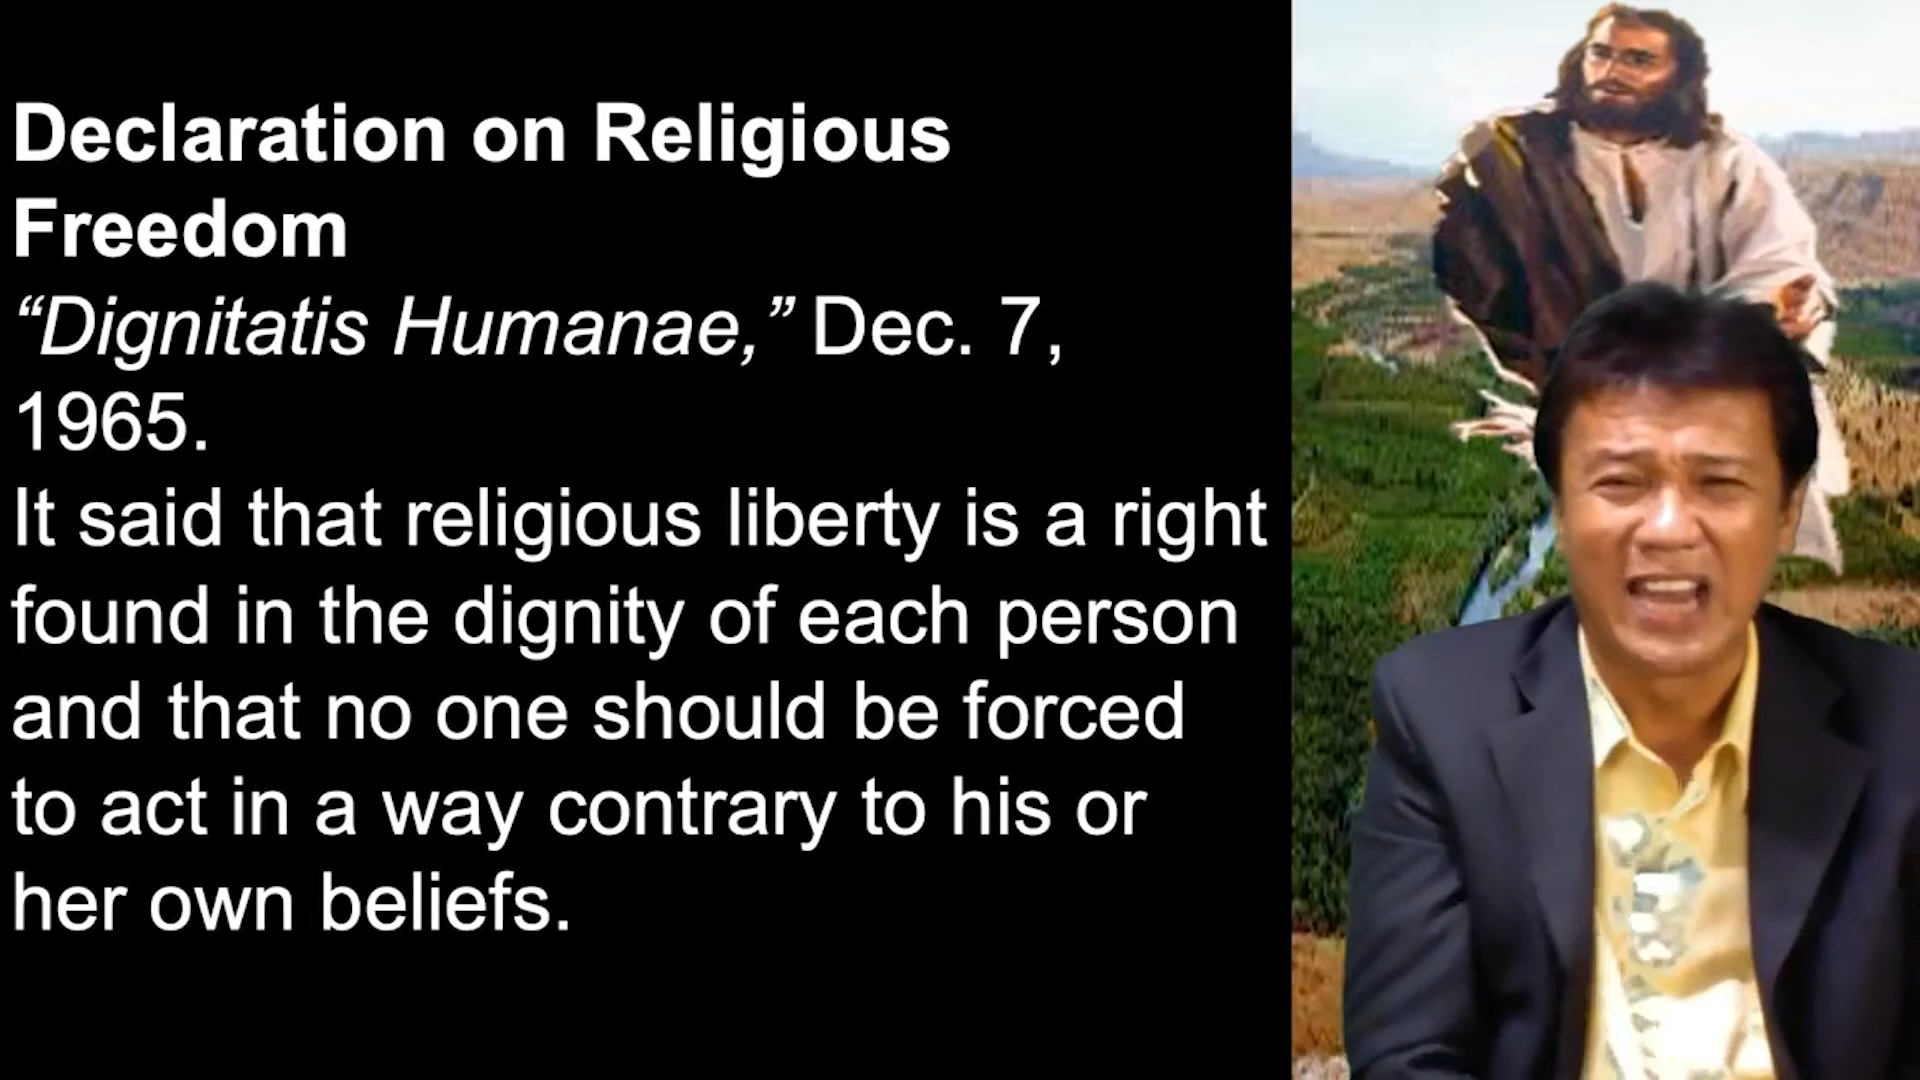 Declaration on Religious
Freedom
“Dignitatis Humanae,” Dec. 7,
1965.
It said that religious liberty is a right
found in the dignity of each person
and that no one should be forced
to act in a way contrary to his or
her own beliefs.